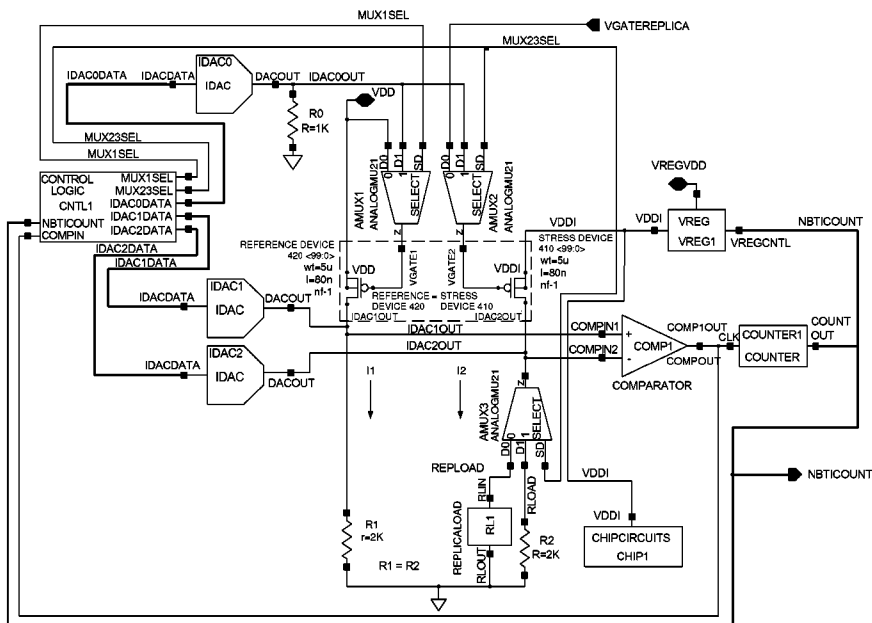 MUX1SEL
VGATEREPLICA
MUX23SEL
IDAC0
IDAC0DATA
IDACDATA
IDAC
DACOUT
IDAC0OUT
VDD
R0
R=1K
MUX23SEL
MUX1SEL
D0
D1
SD
0
1
SELECT
AMUX1
ANALOGMU21
Z
D0
D1
SD
0
1
SELECT
AMUX2
ANALOGMU21
Z
CONTROL
LOGIC
CNTL1
MUX1SEL
MUX23SEL
IDAC0DATA
IDAC1DATA
IDAC2DATA
NBTICOUNT
COMPIN
VREGVDD
VDDI
VDDI
VREG
VREG1
VREGCNTL
NBTICOUNT
IDAC2DATA
IDAC1DATA
REFERENCE DEVICE
420 <99:0>
wt=5u
l=80n
nf-1
VDD
VGATE1
VGATE2
VDDI
STRESS DEVICE
410 <99:0>
wt=5u
l=80n
nf-1
REFERENCE = STRESS
DEVICE 420 DEVICE 410
IDAC1OUT
IDAC2OUT
IDACDATA
IDAC1
IDAC
DACOUT
IDAC1OUT
IDAC2OUT
IDACDATA
IDAC2
IDAC
DACOUT
COMPIN1
COMPIN2
+
-
COMP1
COMP1OUT
COMPOUT
COMPARATOR
CLK
COUNTER1
COUNTER
COUNT
OUT
I1
I2
AMUX3
ANALOGMU21
Z
SELECT
0
1
D0
D1
SD
REPLOAD
RLIN
RLOAD
REPLICALOAD
RL1
RLOUT
R1
r=2K
R1 = R2
R2
R=2K
VDDI
VDDI
CHIPCIRCUITS
CHIP1
NBTICOUNT